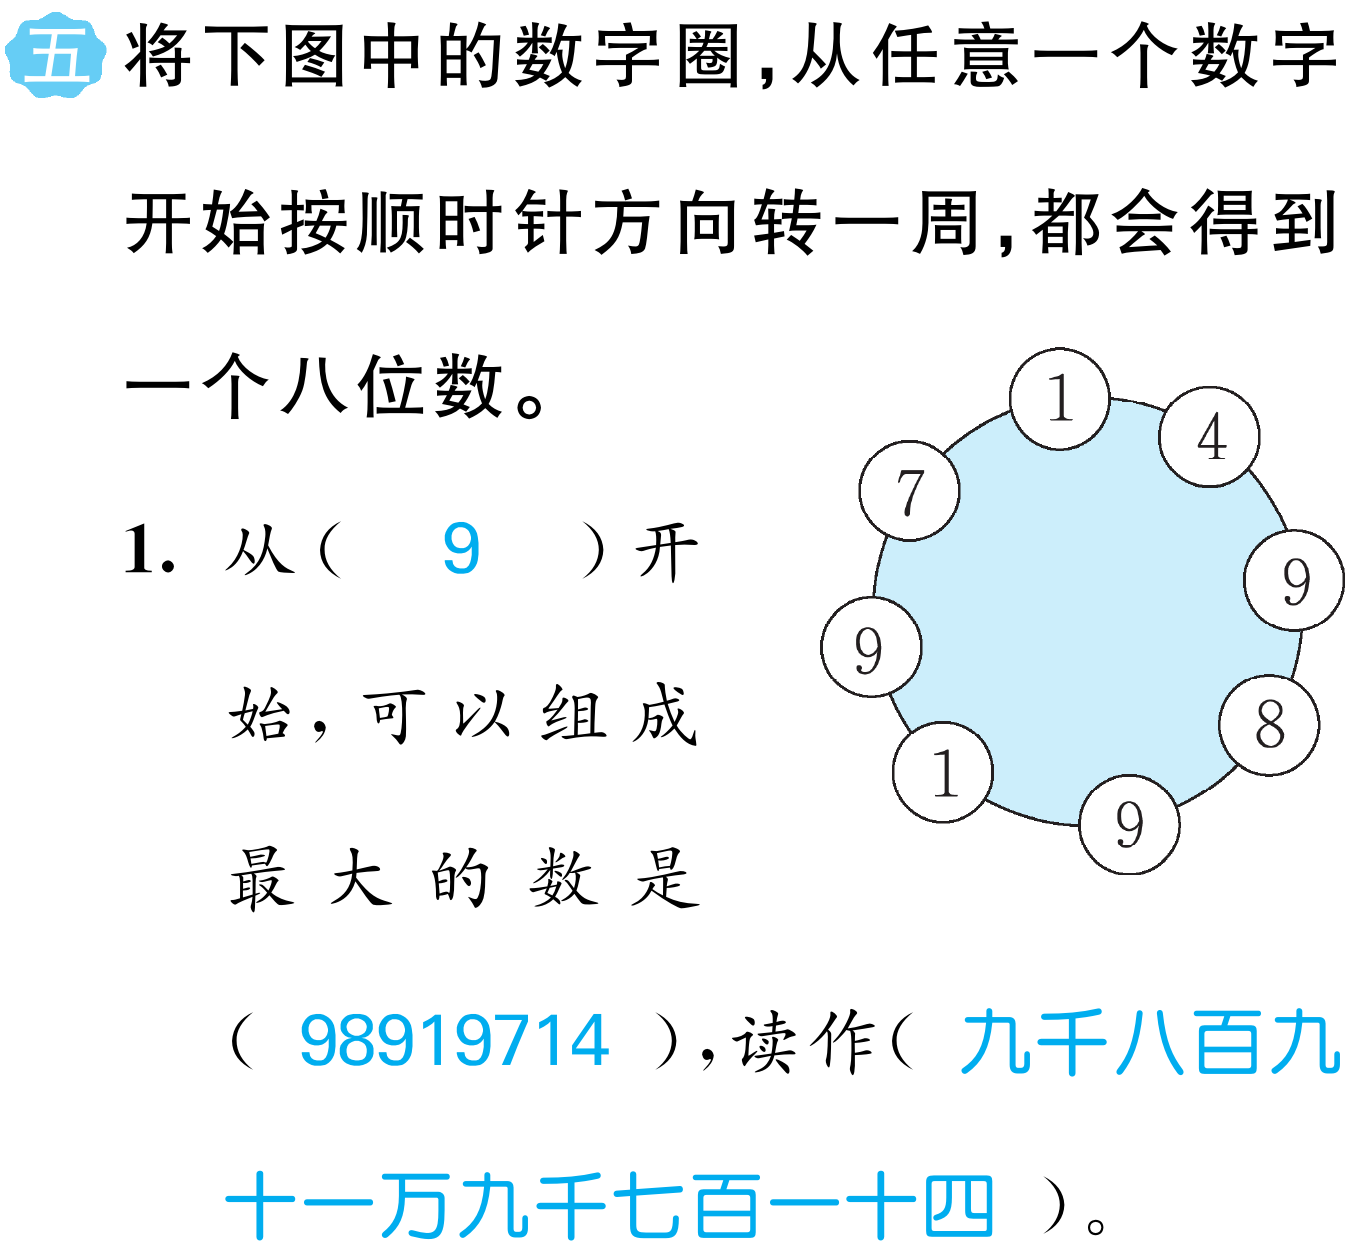 五 将下图中的数字圈,从任意一个数字
开始按顺时针方向转一周,都会得到
一个八位数。
1. 从( 9 )开
始,可以组成
最大的数是
( 98919714 ),读作( 九千八百九
十一万九千七百一十四 )。
1
4
9
8
9
1
9
7